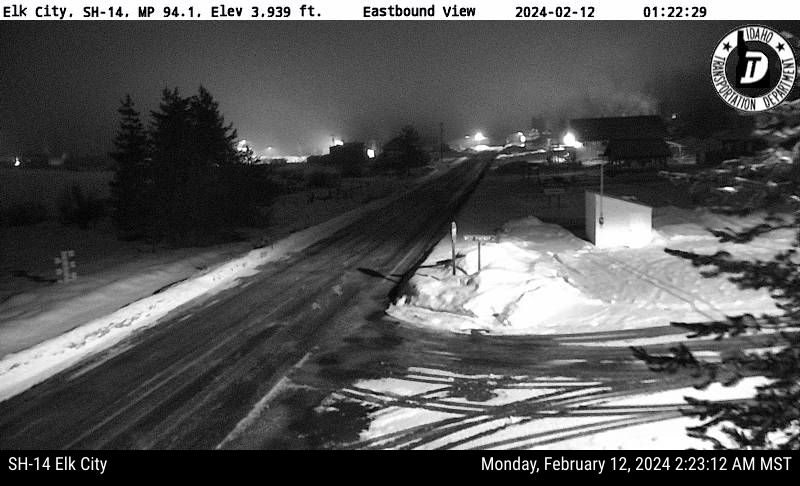 Elk City, SH-14, MP 94.1, Elev 3,939 ft. Eastbound View 2024-02-12 01:22:29
IDAHO
TRANSPORTATION DEPARTMENT
SH-14 Elk City Monday, February 12, 2024 2:23:12 AM MST